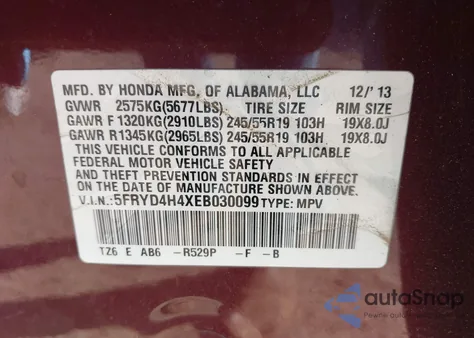 MFD. BY HONDA MFG. OF ALABAMA, LLC 12/'13
GVWR 2575KG(5677LBS) TIRE SIZE RIM SIZE
GAWR F 1320KG(2910LBS) 245/55R19 103H 19X8.0J
GAWR R 1345KG(2965LBS) 245/55R19 103H 19X8.0J
THIS VEHICLE CONFORMS TO ALL APPLICABLE
FEDERAL MOTOR VEHICLE SAFETY
AND THEFT PREVENTION STANDARDS IN EFFECT
ON THE DATE OF MANUFACTURE SHOWN ABOVE.
V.I.N.: 5FRYD4H4XEB030099 TYPE: MPV
TZ6 E AB6 -R529P -F -B
autoSnap